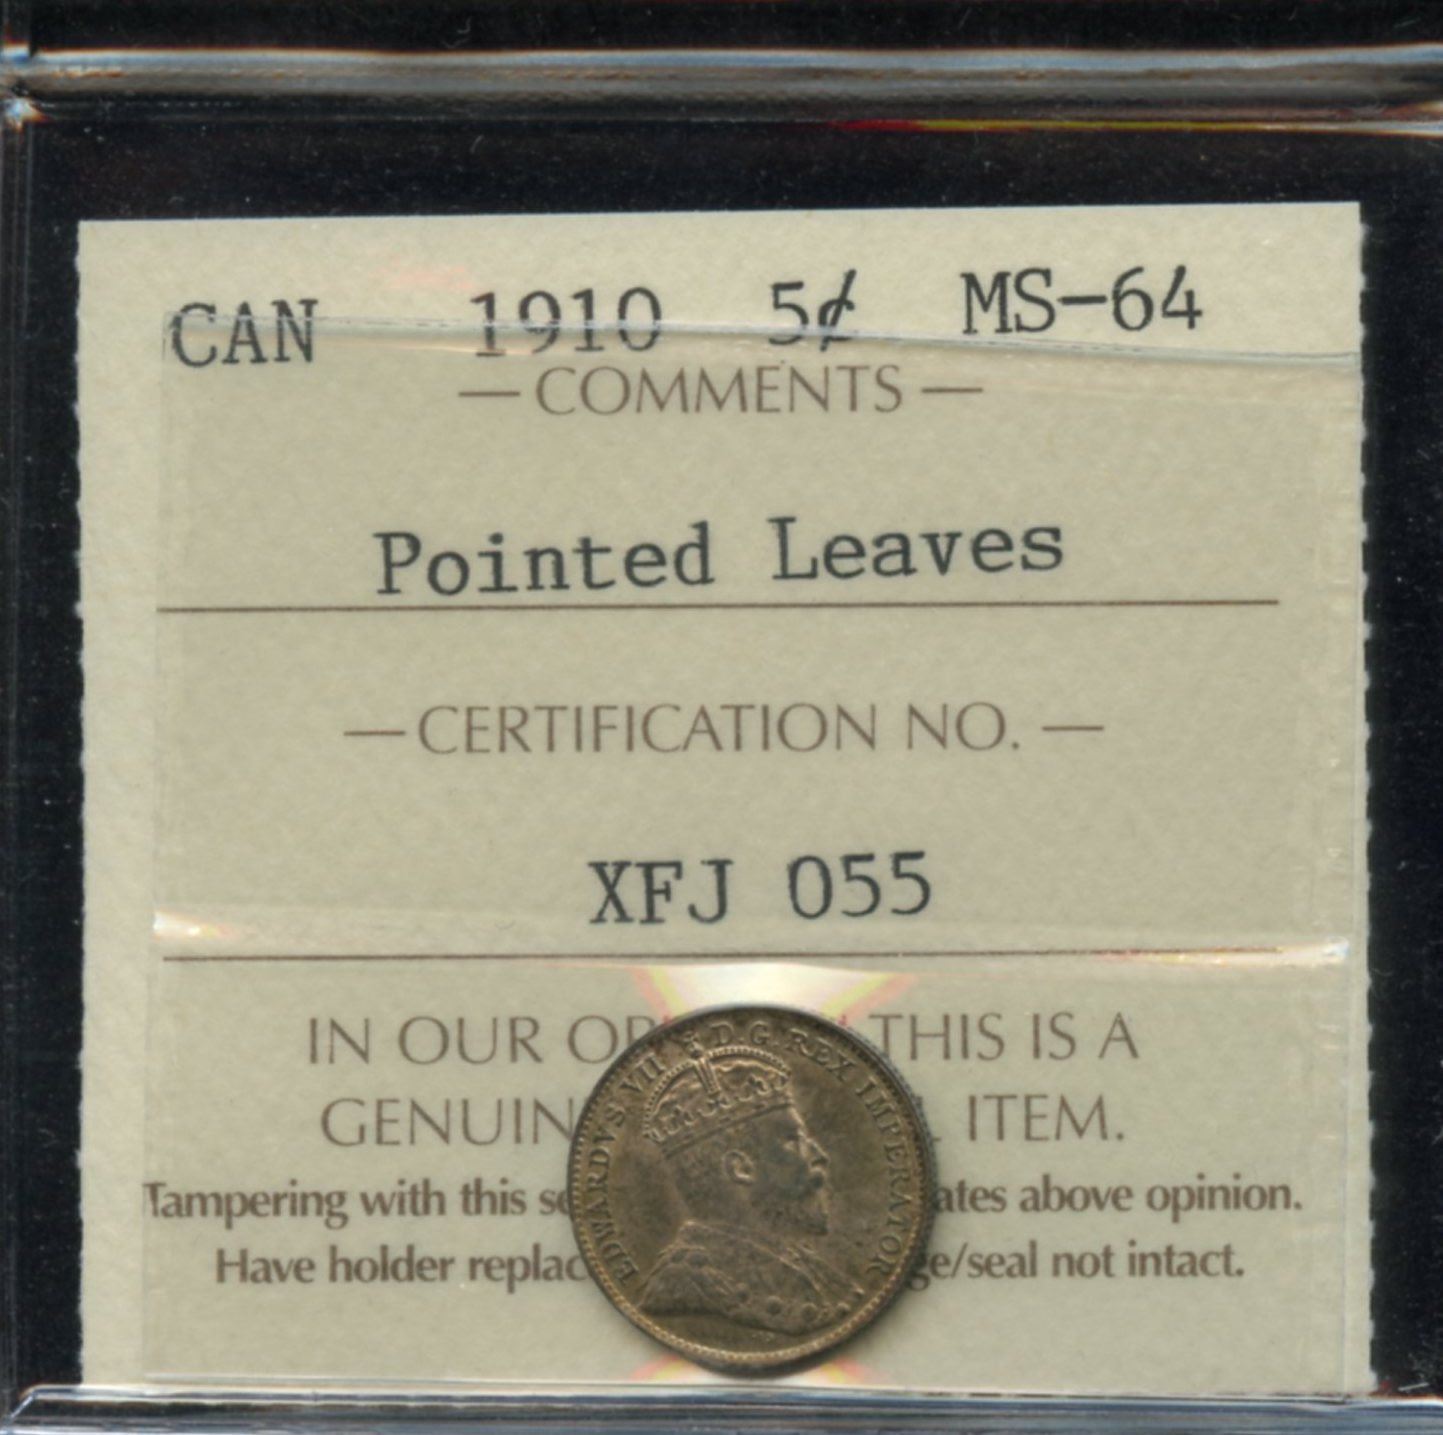 CAN 1910 5¢ MS-64
— COMMENTS —
Pointed Leaves
— CERTIFICATION NO. —
XFJ 055
IN OUR OP THIS IS A
GENUIN ITEM.
Tampering with this se ates above opinion.
Have holder replac ge/seal not intact.
EDWARDVS VII D.G. REX IMPERATOR